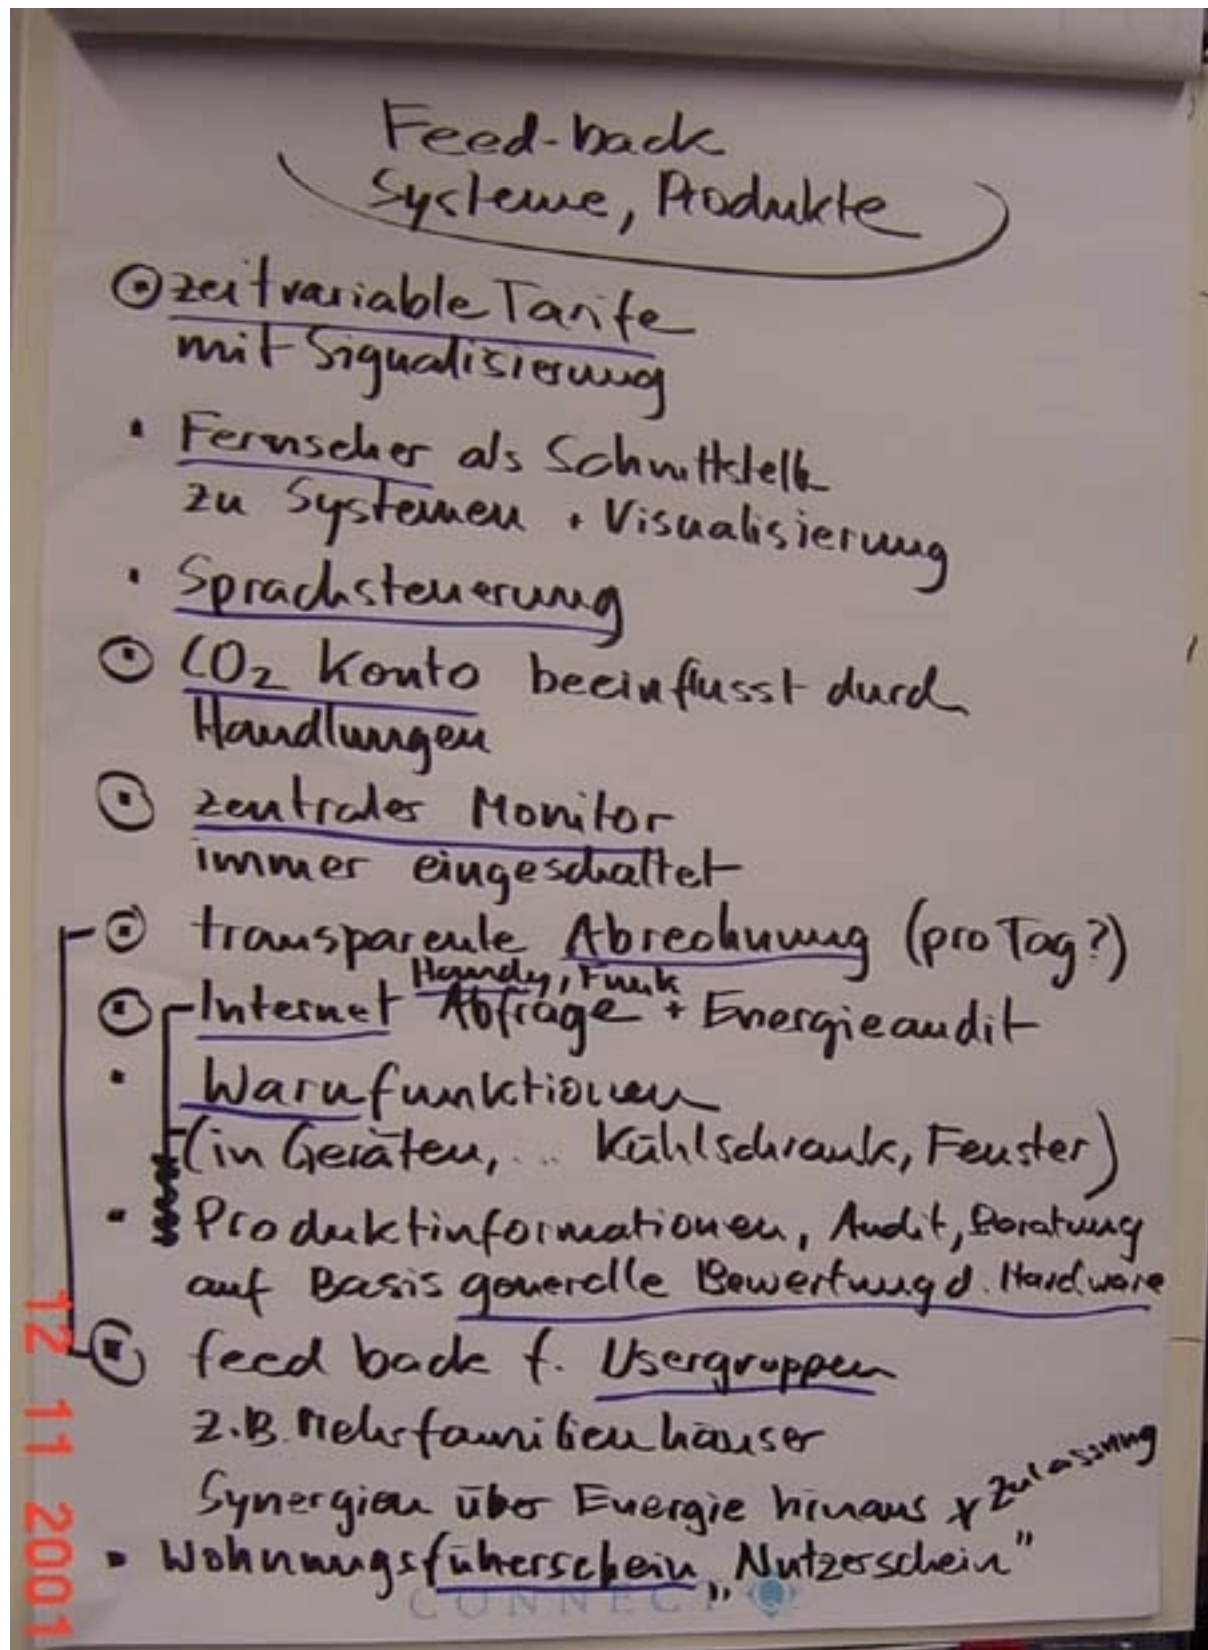 Feed-back
Systeme, Produkte
zeitvariable Tarife
mit Signalisierung
· Fernseher als Schnittstelle
zu Systemen + Visualisierung
· Sprachsteuerung
CO2 Konto beeinflusst durch
Handlungen
zentrales Monitor
immer eingeschaltet
transparente Abrechnung (pro Tag?)
Handy, Funk
Internet Abfrage + Energieaudit
· Warnfunktionen
(in Geräten, ... Kühlschrank, Fenster)
· Produktinformationen, Audit, Beratung
auf Basis generelle Bewertung d. Hardware
feed back f. Usergruppen
z.B. Mehrfamilienhäuser
Synergien über Energie hinaus
x Zulassung
· Wohnungsführerschein „Nutzerschein"
CONNECT
12 11 2001